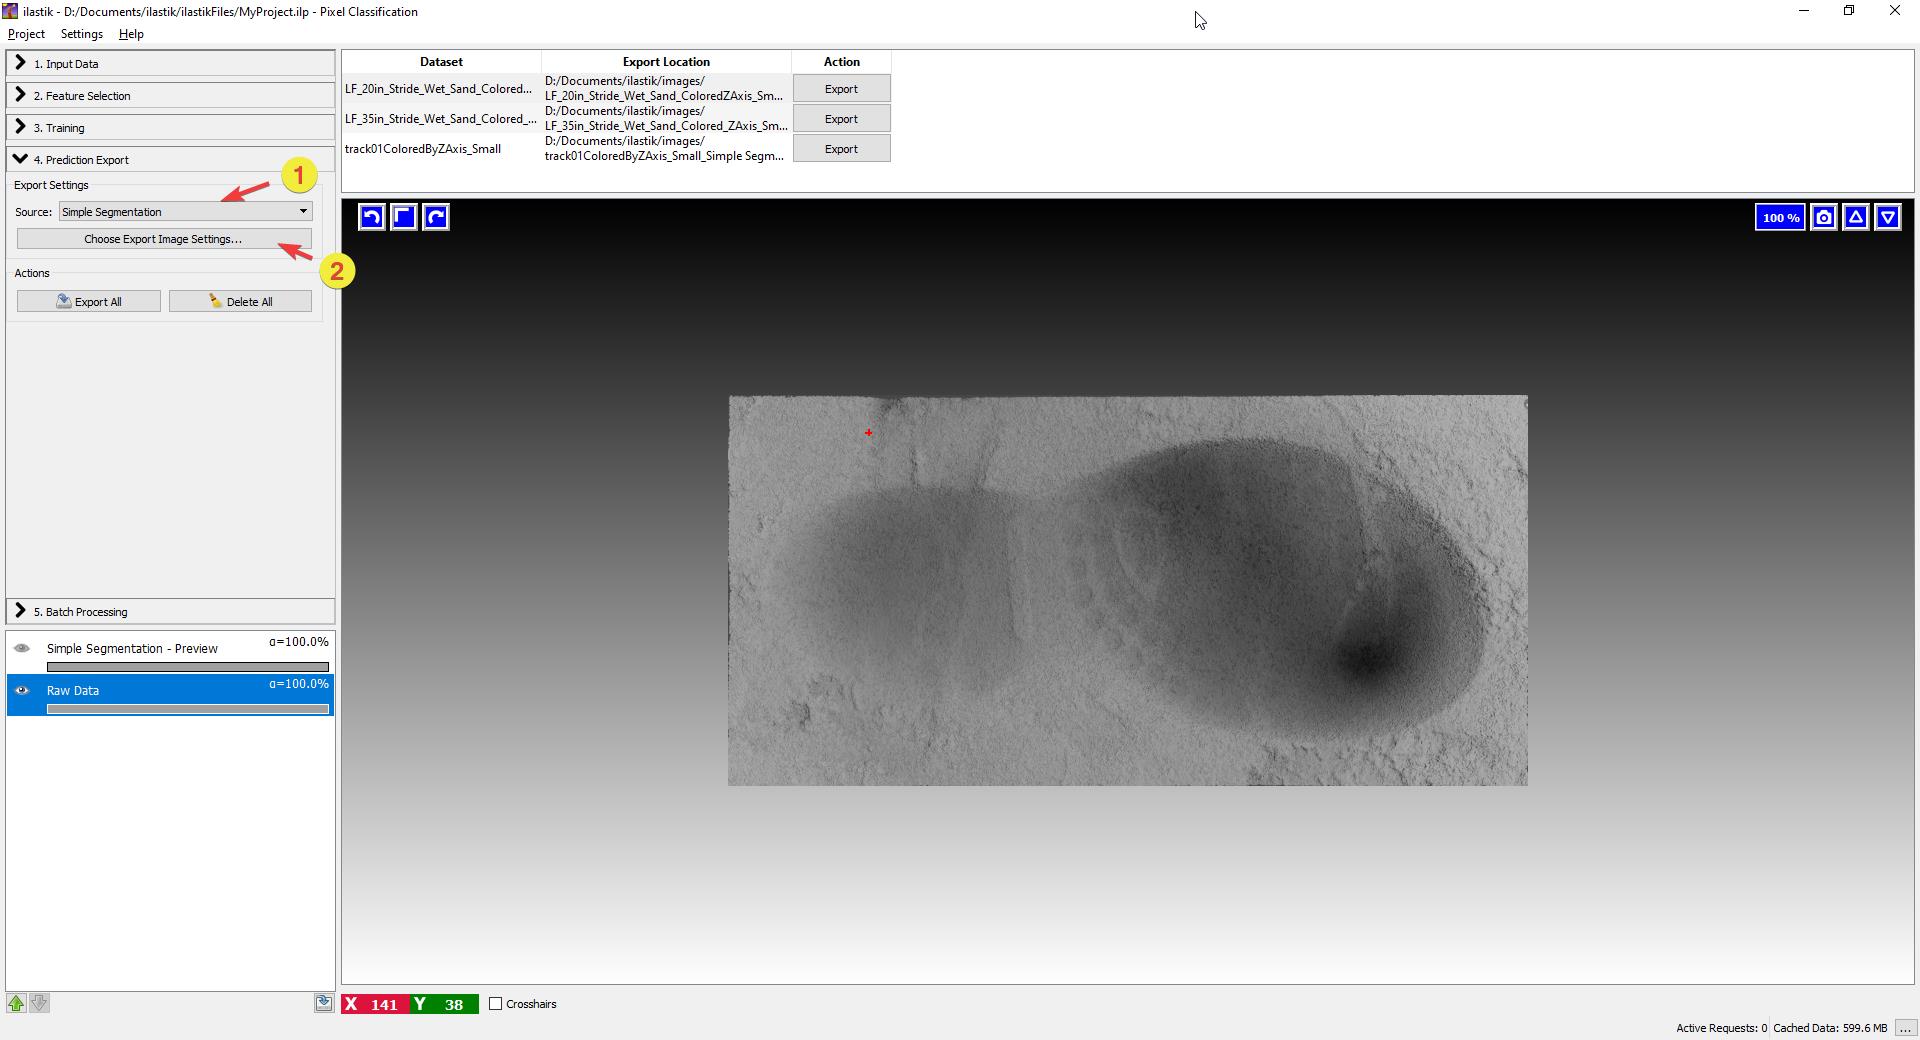 ilastik - D:/Documents/ilastik/ilastikFiles/MyProject.ilp - Pixel Classification
Project Settings Help
1. Input Data
2. Feature Selection
3. Training
4. Prediction Export
1
Export Settings
Source: Simple Segmentation
Choose Export Image Settings...
2
Actions
Export All Delete All
5. Batch Processing
Simple Segmentation - Preview α=100.0%
Raw Data α=100.0%
Dataset Export Location Action
LF_20in_Stride_Wet_Sand_Colored... D:/Documents/ilastik/images/ Export
LF_20in_Stride_Wet_Sand_ColoredZAxis_Sm...
LF_35in_Stride_Wet_Sand_Colored_... D:/Documents/ilastik/images/ Export
LF_35in_Stride_Wet_Sand_Colored_ZAxis_Sm...
track01ColoredByZAxis_Small D:/Documents/ilastik/images/ Export
track01ColoredByZAxis_Small_Simple Segm...
100 %
X 141 Y 38 Crosshairs
Active Requests: 0 Cached Data: 599.6 MB ...